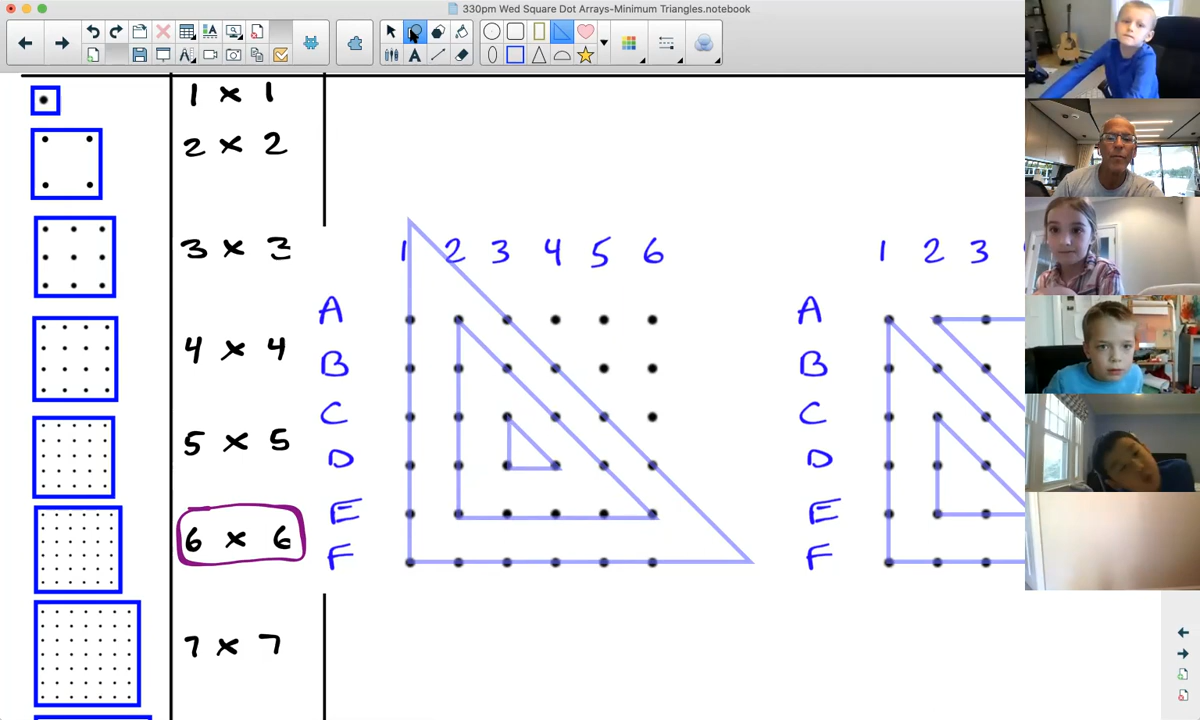 330pm Wed Square Dot Arrays-Minimum Triangles.notebook
A
1 × 1
2 × 2
3 × 3
4 × 4
5 × 5
6 × 6
7 × 7
1 2 3 4 5 6
A
B
C
D
E
F
1 2 3
A
B
C
D
E
F